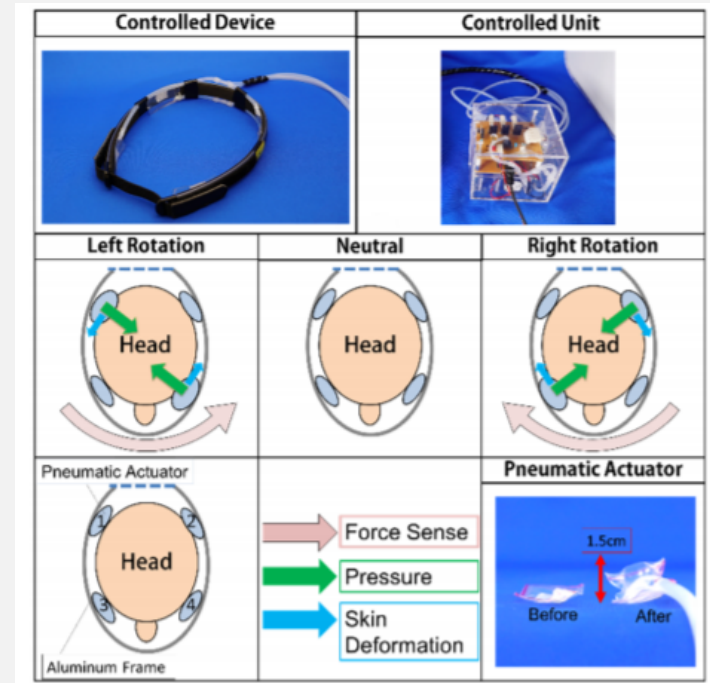 Controlled Device
Controlled Unit
Left Rotation
Neutral
Right Rotation
Head
Head
Head
Pneumatic Actuator
1
2
Head
3
4
Aluminum Frame
Force Sense
Pressure
Skin
Deformation
Pneumatic Actuator
1.5cm
Before
After